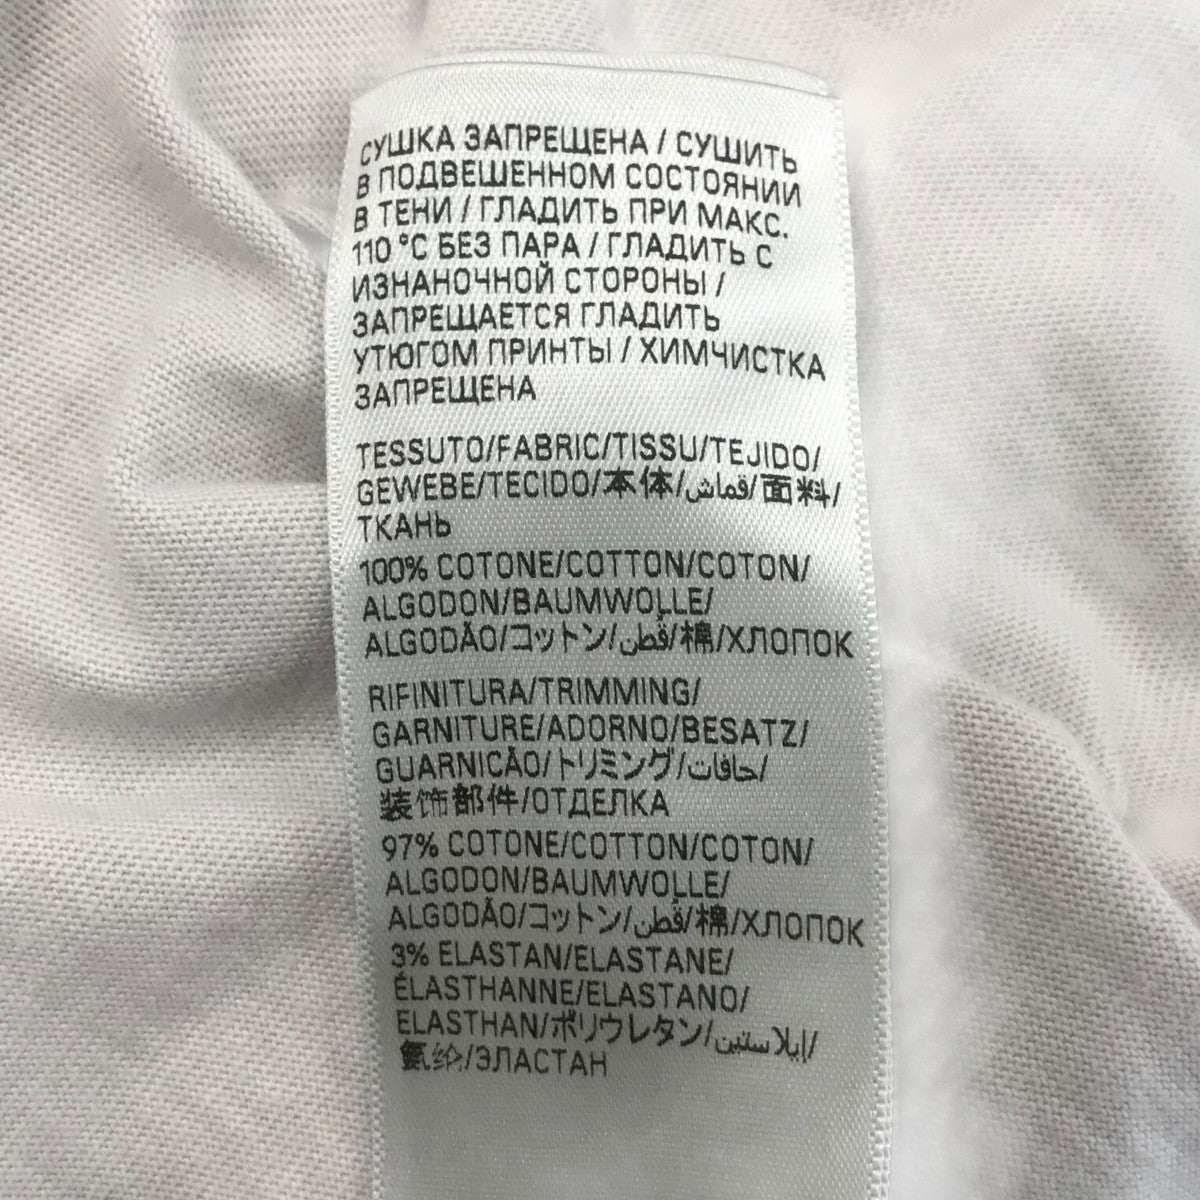 СУШКА ЗАПРЕЩЕНА / СУШИТЬ
В ПОДВЕШЕННОМ СОСТОЯНИИ
В ТЕНИ / ГЛАДИТЬ ПРИ МАКС.
110 °C БЕЗ ПАРА / ГЛАДИТЬ С
ИЗНАНОЧНОЙ СТОРОНЫ /
ЗАПРЕЩАЕТСЯ ГЛАДИТЬ
УТЮГОМ ПРИНТЫ / ХИМЧИСТКА
ЗАПРЕЩЕНА
TESSUTO/FABRIC/TISSU/TEJIDO/
GEWEBE/TECIDO/本体/قماش/面料/
ТКАНЬ
100% COTONE/COTTON/COTON/
ALGODON/BAUMWOLLE/
ALGODÃO/コットン/قطن/棉/ХЛОПОК
RIFINITURA/TRIMMING/
GARNITURE/ADORNO/BESATZ/
GUARNICÃO/トリミング/حافات/
装饰部件/ОТДЕЛКА
97% COTONE/COTTON/COTON/
ALGODON/BAUMWOLLE/
ALGODÃO/コットン/قطن/棉/ХЛОПОК
3% ELASTAN/ELASTANE/
ÉLASTHANNE/ELASTANO/
ELASTHAN/ポリウレタン/إيلاستين/
氨纶/ЭЛАСТАН